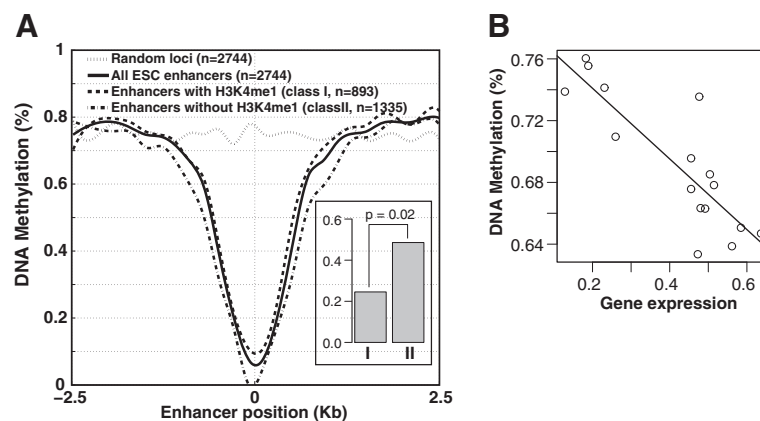 A
1
0.8
0.6
0.4
0.2
0
DNA Methylation (%)
Random loci (n=2744)
All ESC enhancers (n=2744)
Enhancers with H3K4me1 (class I, n=893)
Enhancers without H3K4me1 (classII, n=1335)
−2.5
0
2.5
Enhancer position (Kb)
p = 0.02
0.6
0.4
0.2
0.0
I
II
B
0.76
0.72
0.68
0.64
DNA Methylation (%)
0.2
0.4
0.6
Gene expression